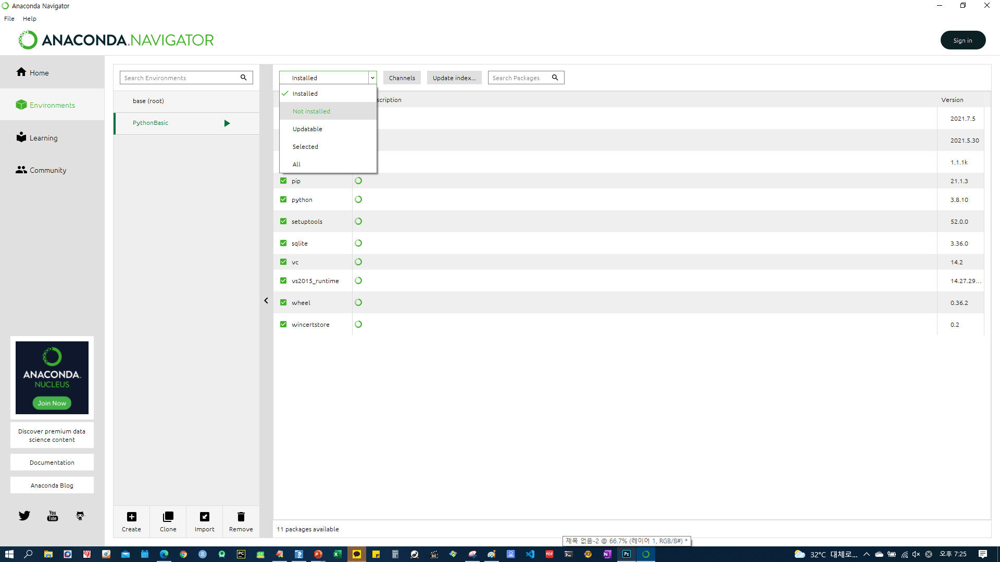 Anaconda Navigator
File Help
ANACONDA.NAVIGATOR
Sign in
Home
Environments
Learning
Community
ANACONDA.
NUCLEUS
Join Now
Discover premium data
science content
Documentation
Anaconda Blog
You
Tube
Search Environments
base (root)
PythonBasic
Create Clone Import Remove
Installed
Channels
Update index...
Search Packages
Installed
Not installed
Updatable
Selected
All
scription Version
2021.7.5
2021.5.30
1.1.1k
pip 21.1.3
python 3.8.10
setuptools 52.0.0
sqlite 3.36.0
vc 14.2
vs2015_runtime 14.27.29...
wheel 0.36.2
wincertstore 0.2
11 packages available
제목 없음-2 @ 66.7% (레이어 1, RGB/8#) *
32°C 대체로... 오후 7:25